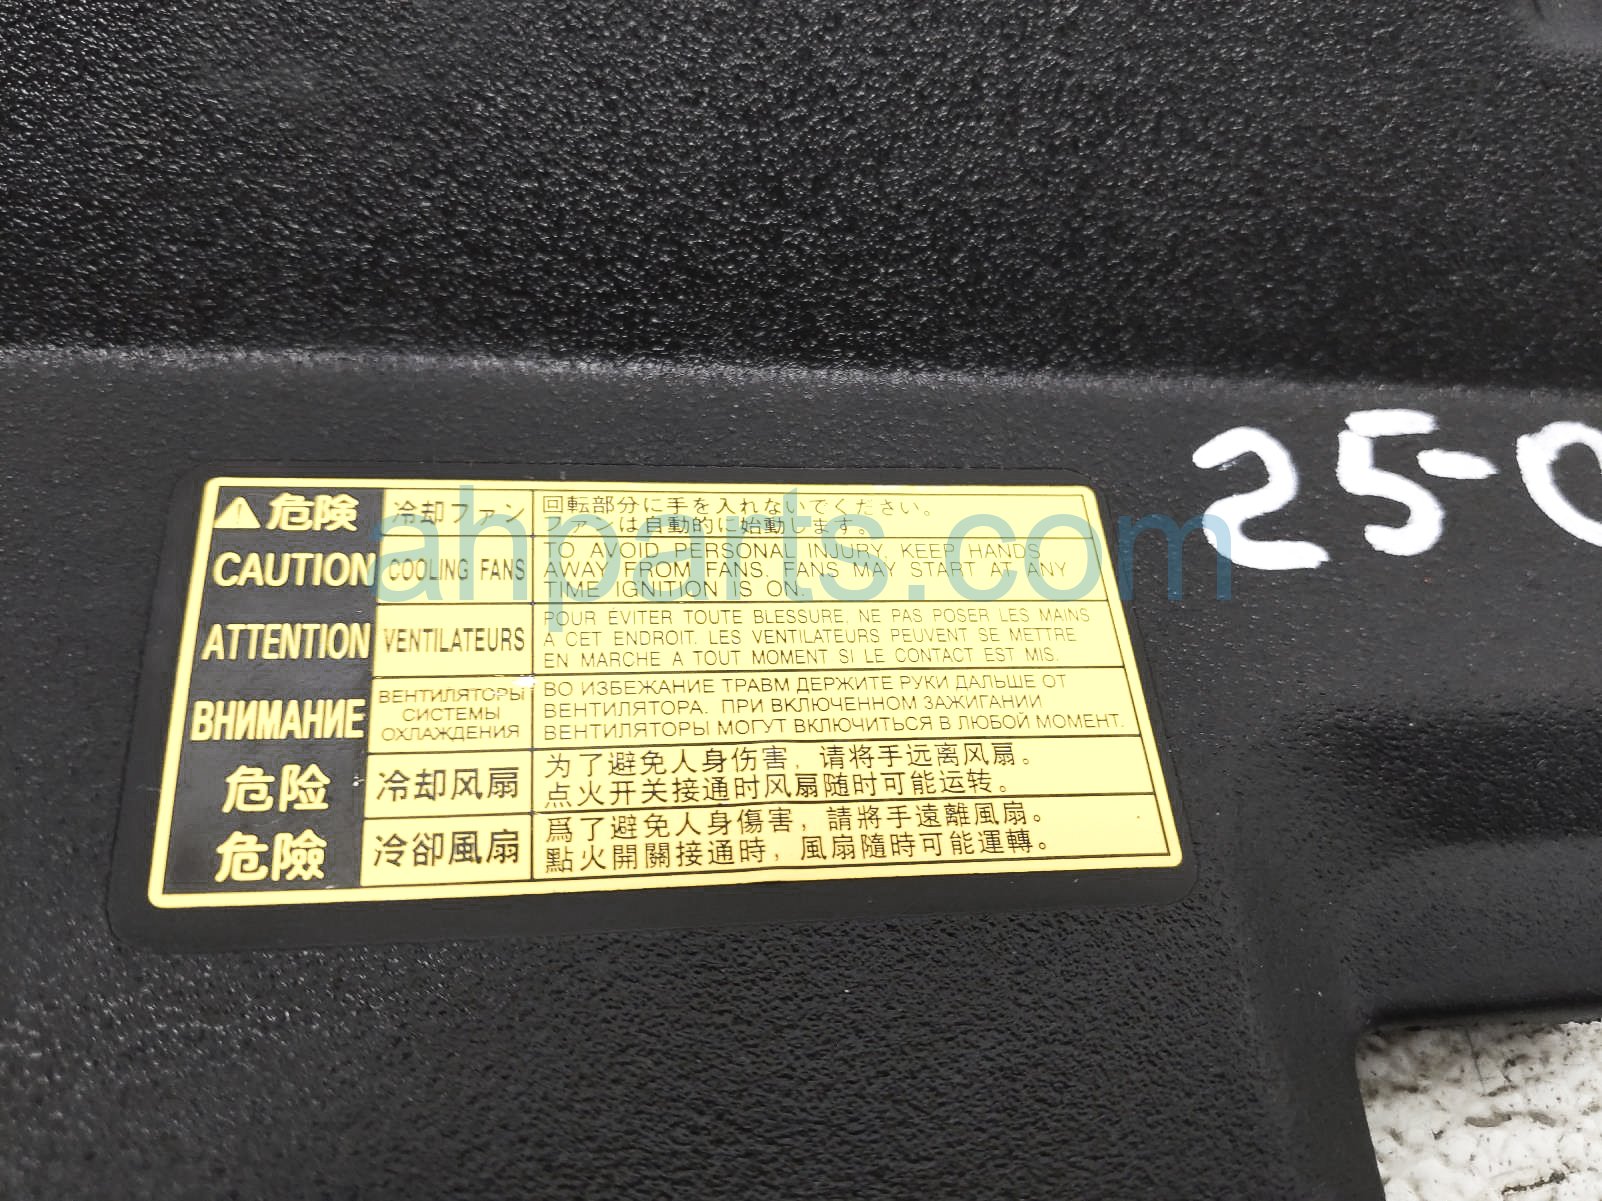 ⚠危険 冷却ファン 回転部分に手を入れないでください。
ファンは自動的に始動します。
CAUTION COOLING FANS TO AVOID PERSONAL INJURY, KEEP HANDS
AWAY FROM FANS. FANS MAY START AT ANY
TIME IGNITION IS ON.
ATTENTION VENTILATEURS POUR ÉVITER TOUTE BLESSURE, NE PAS POSER LES MAINS
A CET ENDROIT. LES VENTILATEURS PEUVENT SE METTRE
EN MARCHE A TOUT MOMENT SI LE CONTACT EST MIS.
ВНИМАНИЕ ВЕНТИЛЯТОРЫ СИСТЕМЫ ОХЛАЖДЕНИЯ ВО ИЗБЕЖАНИЕ ТРАВМ ДЕРЖИТЕ РУКИ ДАЛЬШЕ ОТ
ВЕНТИЛЯТОРА. ПРИ ВКЛЮЧЕННОМ ЗАЖИГАНИИ
ВЕНТИЛЯТОРЫ МОГУТ ВКЛЮЧИТЬСЯ В ЛЮБОЙ МОМЕНТ.
危险 冷却风扇 为了避免人身伤害，请将手远离风扇。
点火开关接通时风扇随时可能运转。
危險 冷卻風扇 爲了避免人身傷害，請將手遠離風扇。
點火開關接通時，風扇隨時可能運轉。
ahparts.com
25-